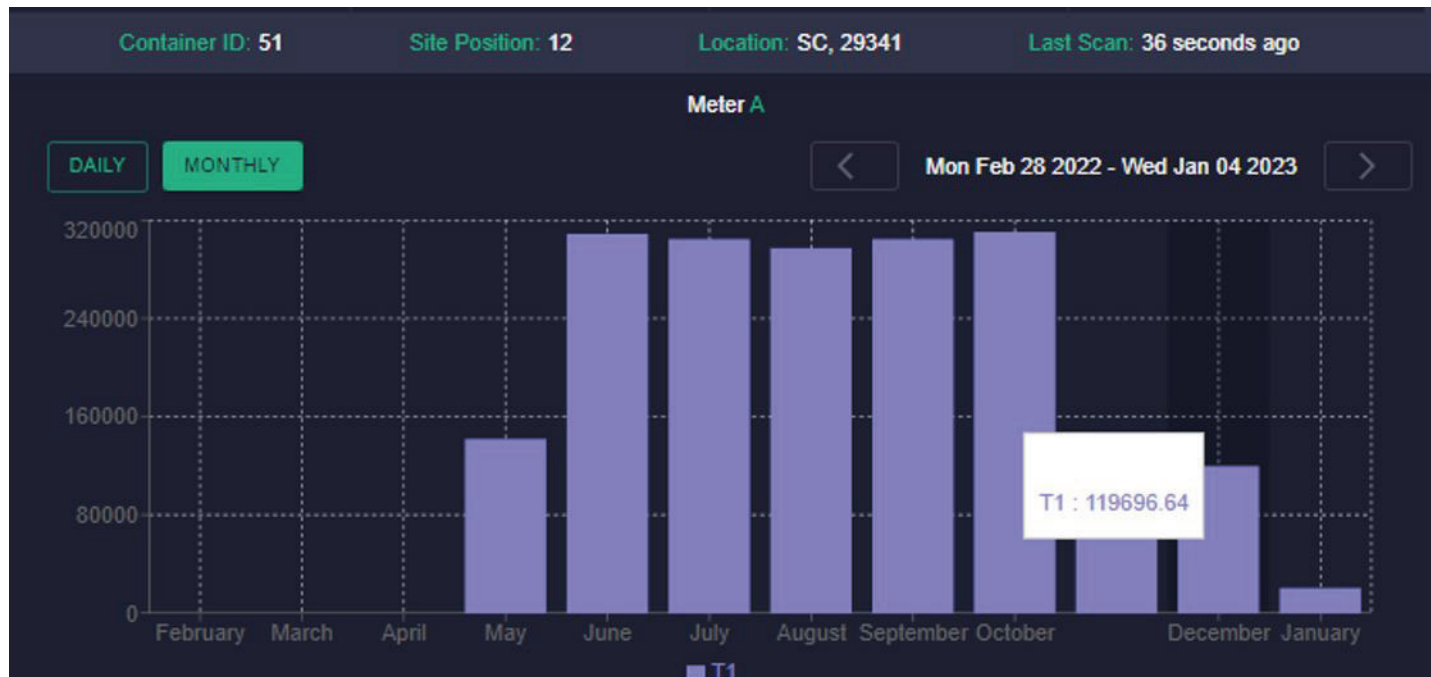 Container ID: 51 Site Position: 12 Location: SC, 29341 Last Scan: 36 seconds ago
Meter A
DAILY MONTHLY Mon Feb 28 2022 - Wed Jan 04 2023
320000
240000
160000
T1 : 119696.64
80000
0
February March April May June July August September October December January
T1